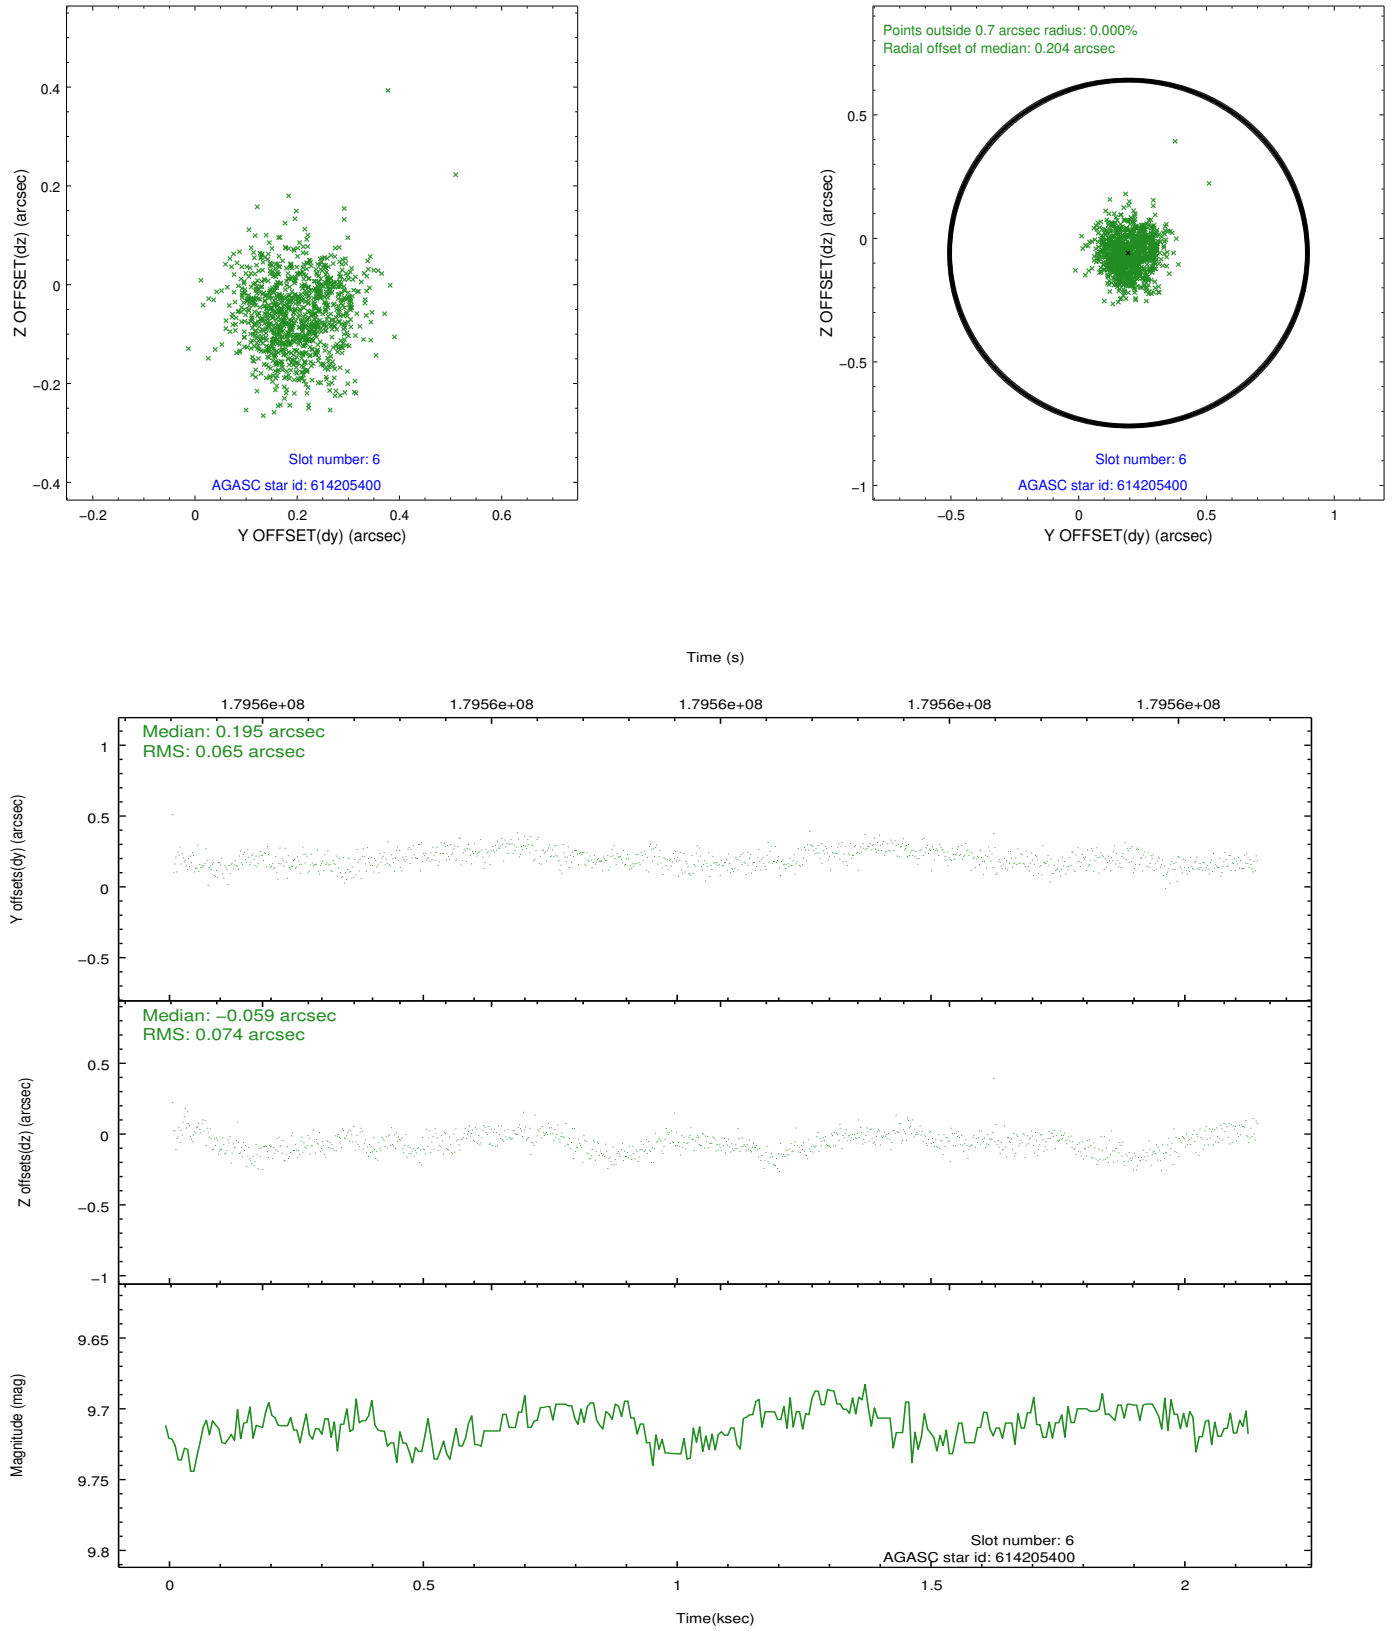 0.4
0.2
0
−0.2
−0.4
Z OFFSET(dz) (arcsec)
Slot number: 6
AGASC star id: 614205400
−0.2
0
0.2
0.4
0.6
Y OFFSET(dy) (arcsec)
Points outside 0.7 arcsec radius: 0.000%
Radial offset of median: 0.204 arcsec
0.5
0
−0.5
−1
Z OFFSET(dz) (arcsec)
Slot number: 6
AGASC star id: 614205400
−0.5
0
0.5
1
Y OFFSET(dy) (arcsec)
Time (s)
1.7956e+08
1.7956e+08
1.7956e+08
1.7956e+08
1.7956e+08
Median: 0.195 arcsec
RMS: 0.065 arcsec
1
0.5
0
−0.5
Y offsets(dy) (arcsec)
Median: −0.059 arcsec
RMS: 0.074 arcsec
0.5
0
−0.5
−1
Z offsets(dz) (arcsec)
9.65
9.7
9.75
9.8
Magnitude (mag)
Slot number: 6
AGASC star id: 614205400
0
0.5
1
1.5
2
Time(ksec)